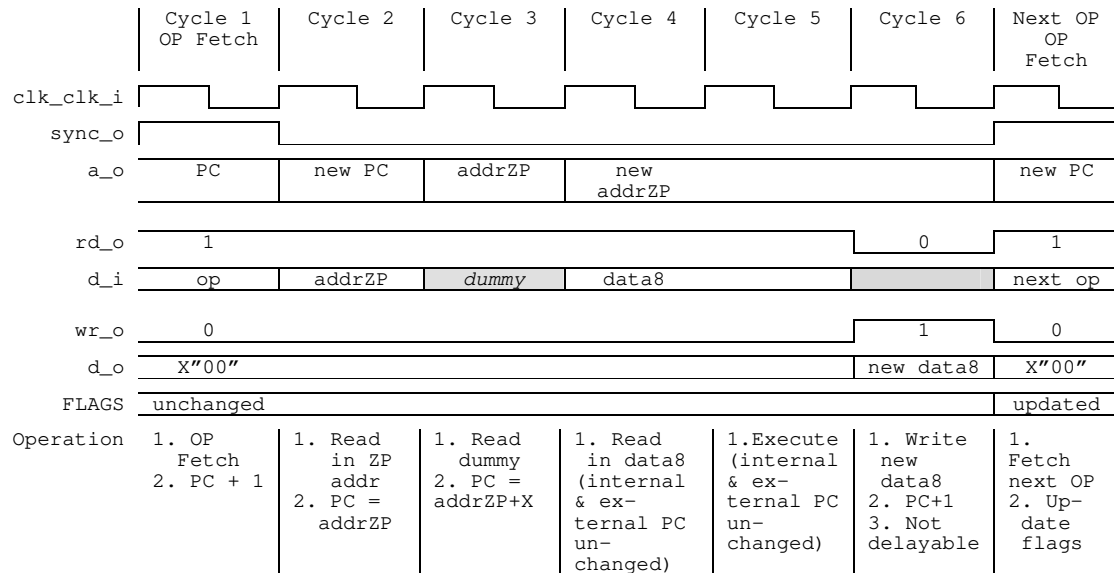 Cycle 1 Cycle 2 Cycle 3 Cycle 4 Cycle 5 Cycle 6 Next OP
OP Fetch OP
Fetch
clk_clk_i
sync_o
a_o PC new PC addrZP new new PC
addrZP
rd_o 1 0 1
d_i op addrZP dummy data8 next op
wr_o 0 1 0
d_o X"00" new data8 X"00"
FLAGS unchanged updated
Operation 1. OP 1. Read 1. Read 1. Read 1.Execute 1. Write 1.
Fetch in ZP dummy in data8 (internal new Fetch
2. PC + 1 addr 2. PC = (internal & ex- data8 next OP
2. PC = addrZP+X & ex- ternal PC 2. PC+1 2. Up-
addrZP ternal PC un- 3. Not date
un- changed) delayable flags
changed)